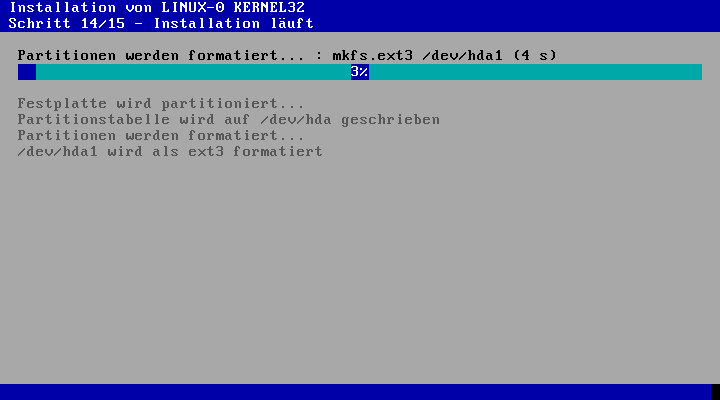 Installation von LINUX-0 KERNEL32
Schritt 14/15 - Installation läuft
Partitionen werden formatiert... : mkfs.ext3 /dev/hda1 (4 s)
3%
Festplatte wird partitioniert...
Partitionstabelle wird auf /dev/hda geschrieben
Partitionen werden formatiert...
/dev/hda1 wird als ext3 formatiert